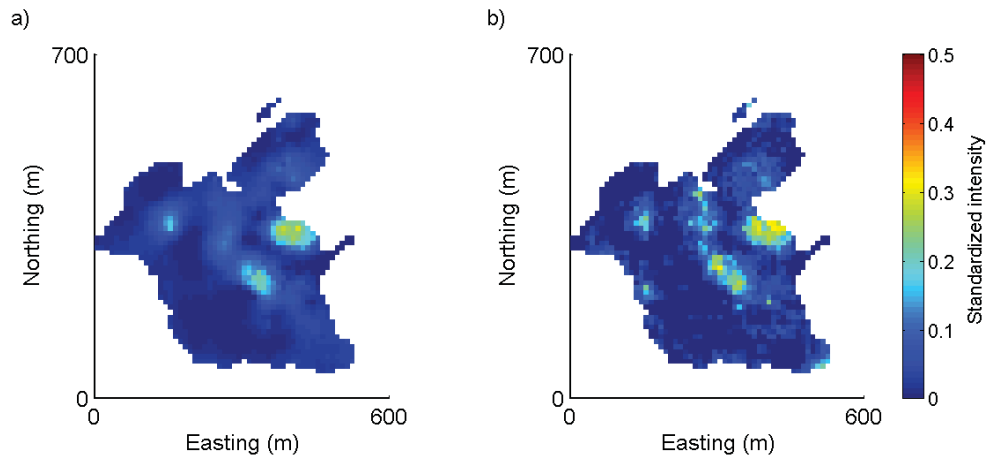 a)
700
Northing (m)
0
0
600
Easting (m)
b)
700
Northing (m)
0
0
600
Easting (m)
0.5
0.4
0.3
0.2
0.1
0
Standardized intensity